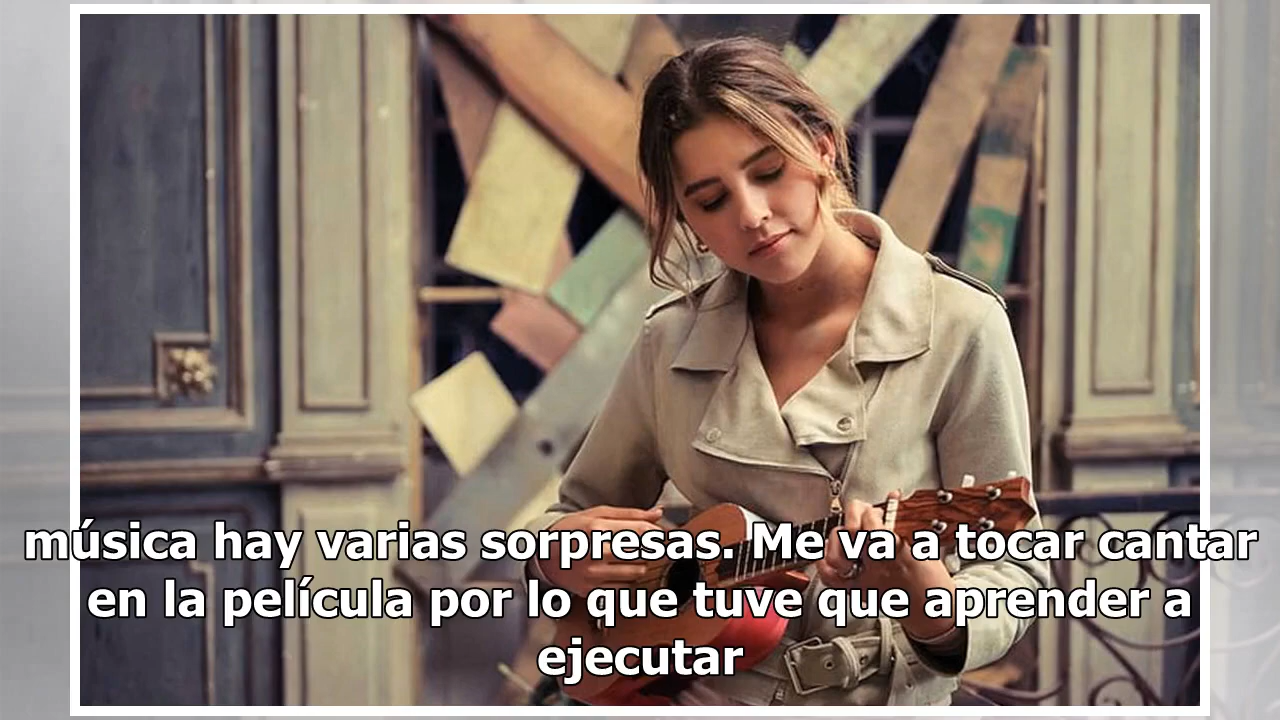 música hay varias sorpresas. Me va a tocar cantar
en la película por lo que tuve que aprender a
ejecutar